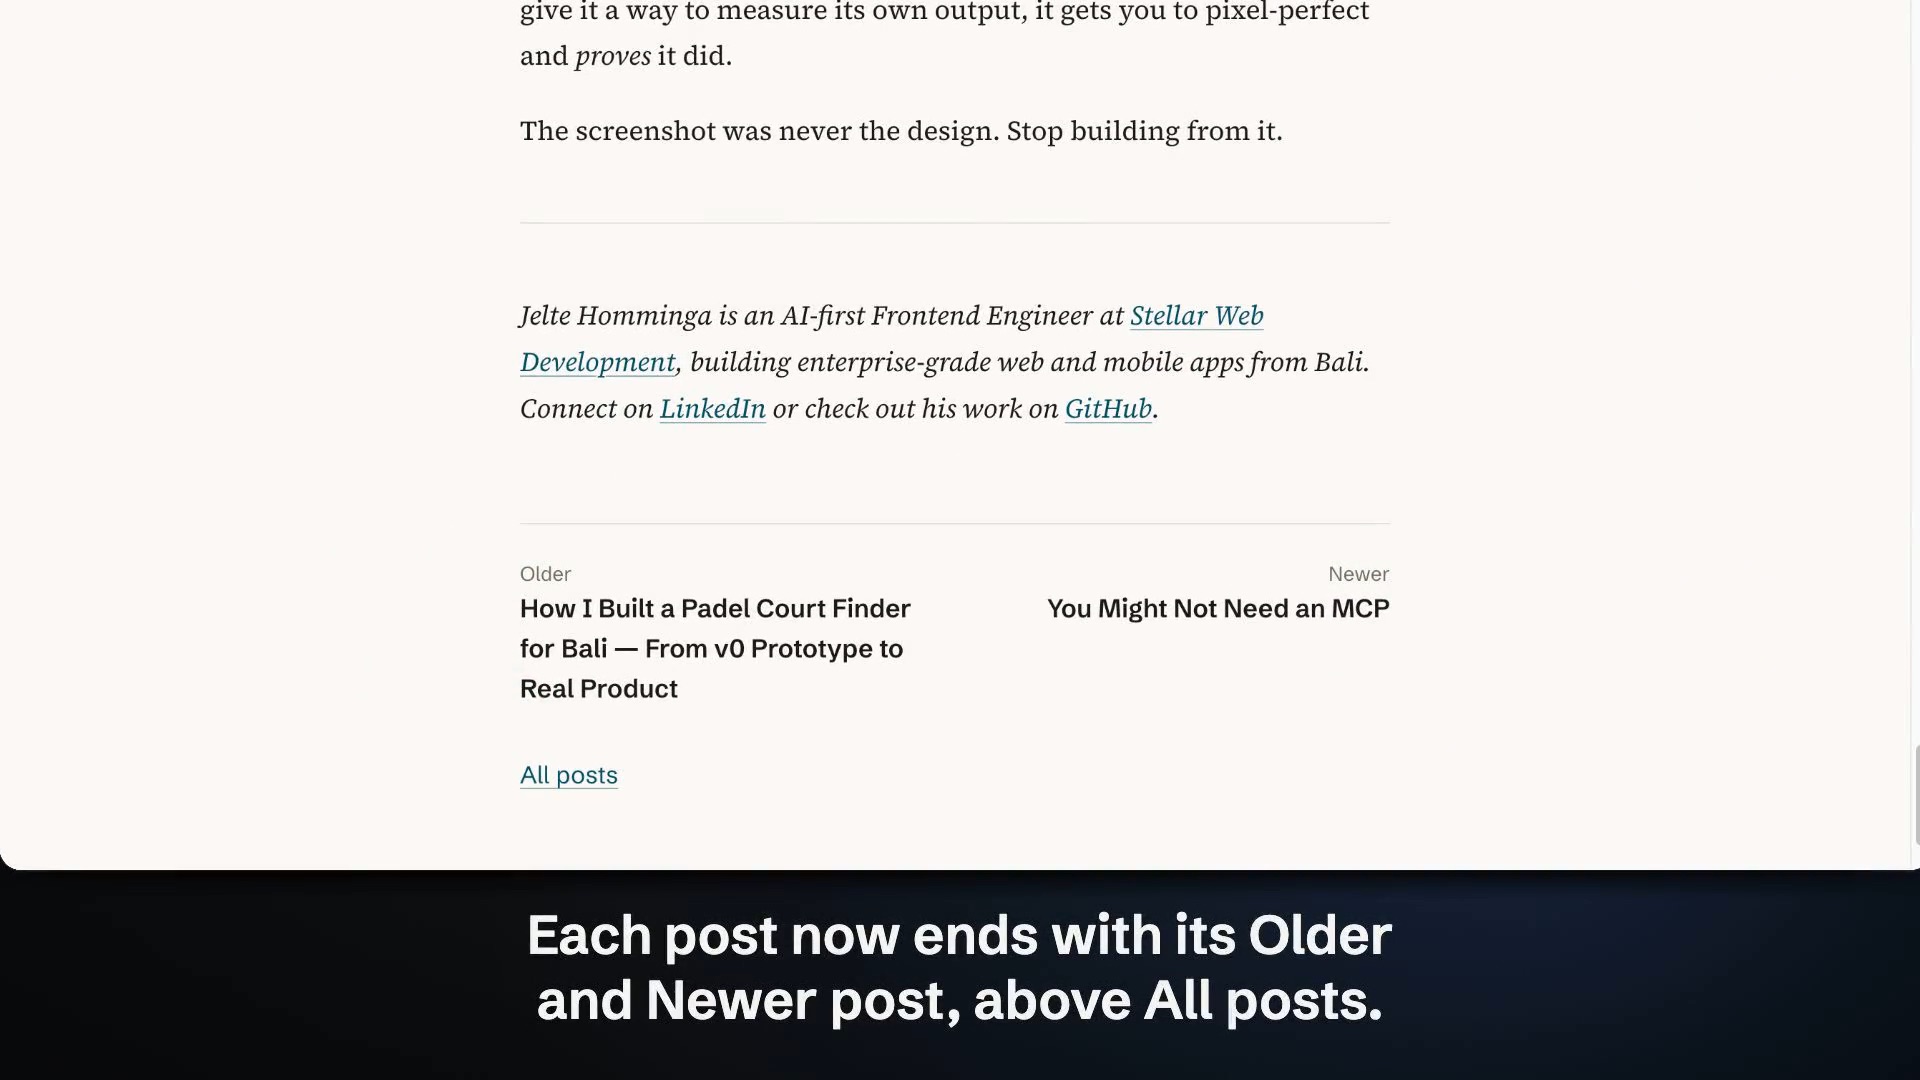 give it a way to measure its own output, it gets you to pixel-perfect
and proves it did.
The screenshot was never the design. Stop building from it.
Jelte Homminga is an AI-first Frontend Engineer at Stellar Web
Development, building enterprise-grade web and mobile apps from Bali.
Connect on LinkedIn or check out his work on GitHub.
Older
How I Built a Padel Court Finder
for Bali — From v0 Prototype to
Real Product
Newer
You Might Not Need an MCP
All posts
Each post now ends with its Older
and Newer post, above All posts.